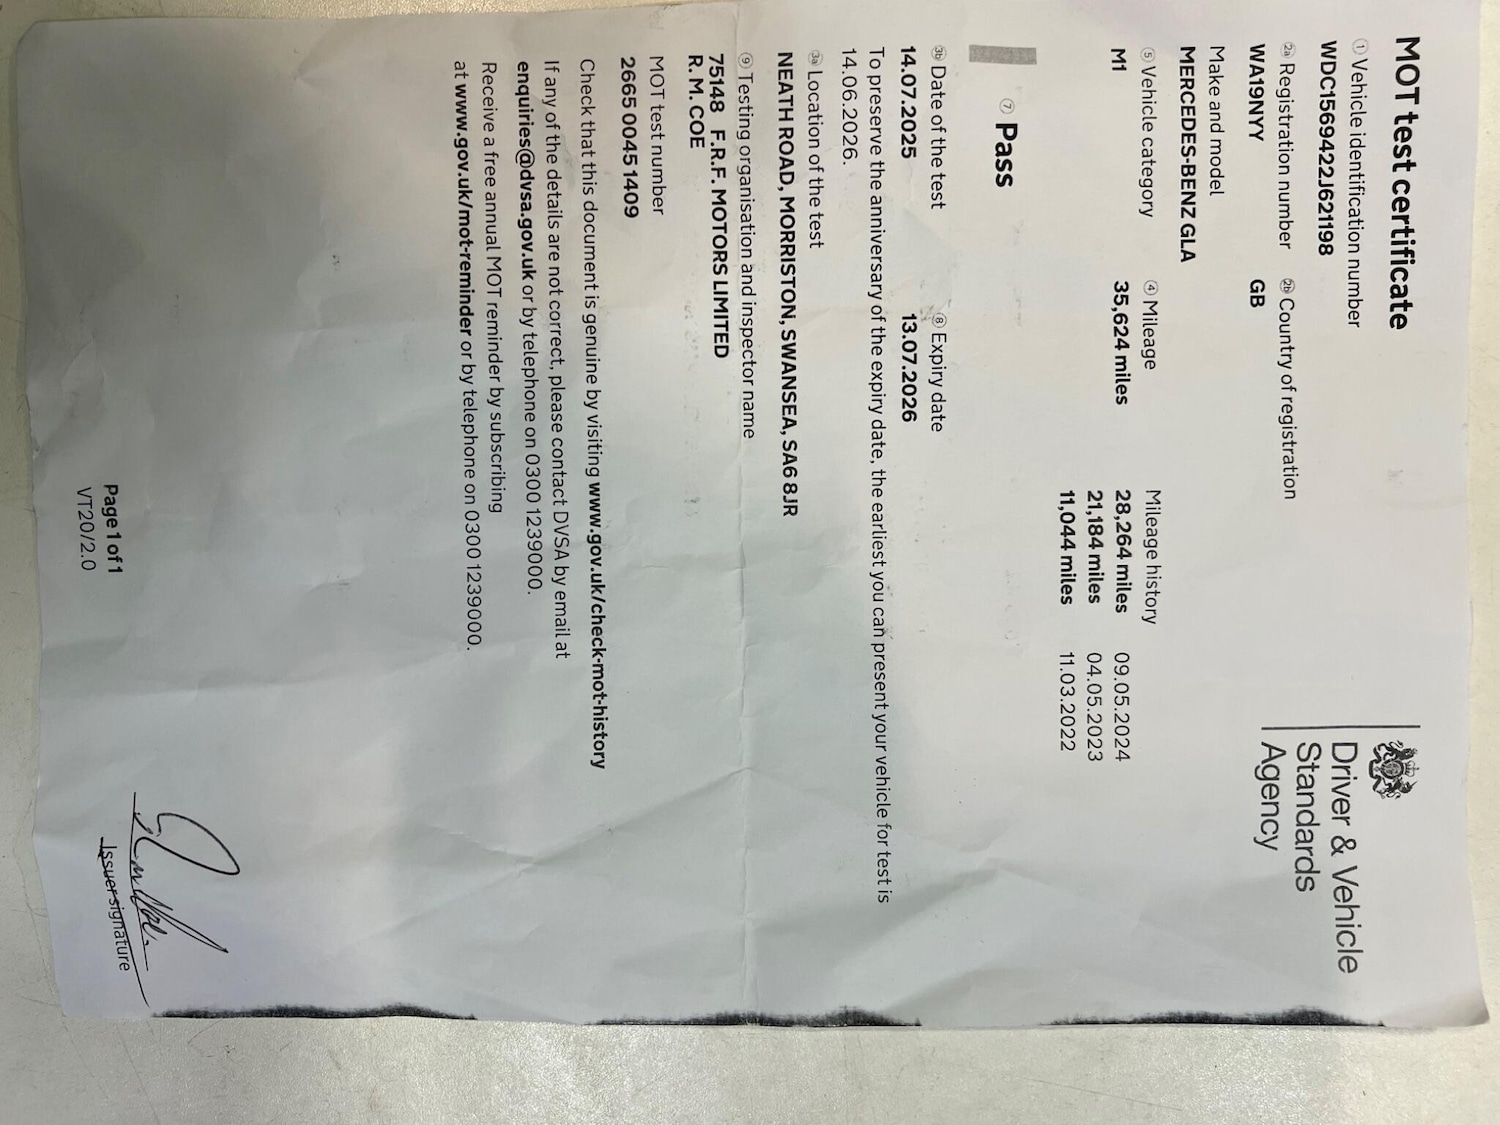 MOT test certificate
Driver & Vehicle
Standards
Agency
① Vehicle identification number
WDC1569422J621198
2a Registration number
WA19NYY
2b Country of registration
GB
Make and model
MERCEDES-BENZ GLA
⑤ Vehicle category
M1
④ Mileage
35,624 miles
Mileage history
28,264 miles 09.05.2024
21,184 miles 04.05.2023
11,044 miles 11.03.2022
⑦ Pass
3b Date of the test
14.07.2025
⑧ Expiry date
13.07.2026
To preserve the anniversary of the expiry date, the earliest you can present your vehicle for test is
14.06.2026.
3a Location of the test
NEATH ROAD, MORRISTON, SWANSEA, SA6 8JR
⑨ Testing organisation and inspector name
75148 F.R.F. MOTORS LIMITED
R. M. COE
MOT test number
2665 0045 1409
Check that this document is genuine by visiting www.gov.uk/check-mot-history
If any of the details are not correct, please contact DVSA by email at
enquiries@dvsa.gov.uk or by telephone on 0300 1239000.
Receive a free annual MOT reminder by subscribing
at www.gov.uk/mot-reminder or by telephone on 0300 1239000.
Page 1 of 1
VT20/2.0
Issuer signature